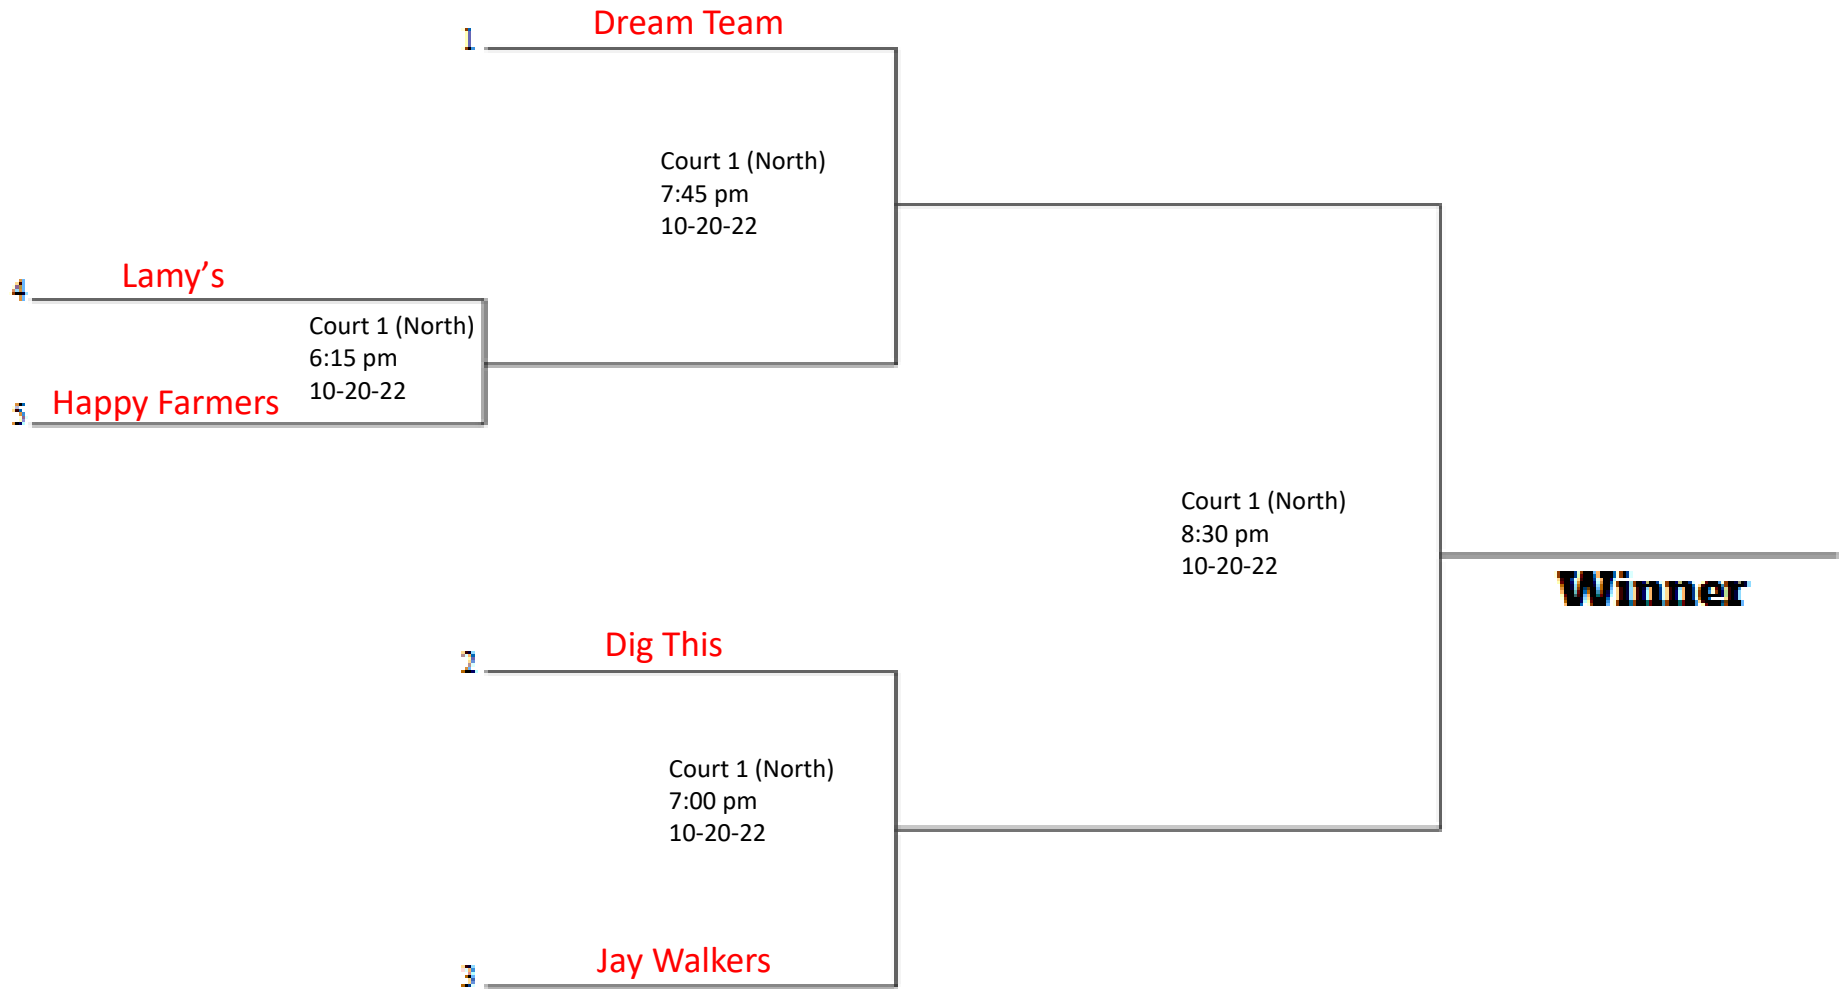 Dream Team
1
Court 1 (North)
7:45 pm
10-20-22
Lamy’s
4
Court 1 (North)
6:15 pm
10-20-22
Happy Farmers
5
Court 1 (North)
8:30 pm
10-20-22
Winner
Dig This
2
Court 1 (North)
7:00 pm
10-20-22
Jay Walkers
3